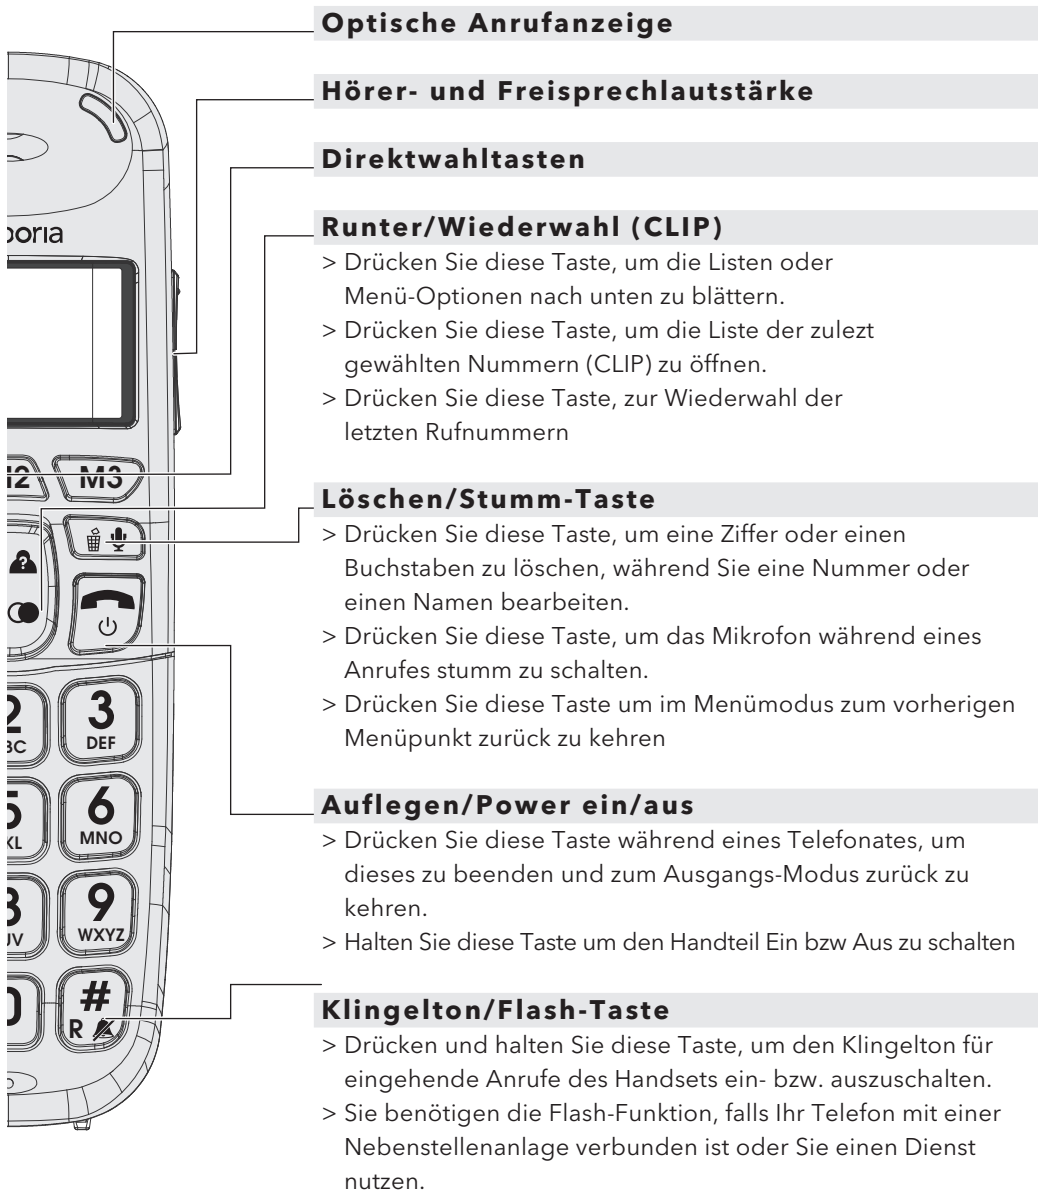 Optische Anrufanzeige
Hörer- und Freisprechlautstärke
Direktwahltasten
Runter/Wiederwahl (CLIP)
> Drücken Sie diese Taste, um die Listen oder
Menü-Optionen nach unten zu blättern.
> Drücken Sie diese Taste, um die Liste der zulezt
gewählten Nummern (CLIP) zu öffnen.
> Drücken Sie diese Taste, zur Wiederwahl der
letzten Rufnummern
Löschen/Stumm-Taste
> Drücken Sie diese Taste, um eine Ziffer oder einen
Buchstaben zu löschen, während Sie eine Nummer oder
einen Namen bearbeiten.
> Drücken Sie diese Taste, um das Mikrofon während eines
Anrufes stumm zu schalten.
> Drücken Sie diese Taste um im Menümodus zum vorherigen
Menüpunkt zurück zu kehren
Auflegen/Power ein/aus
> Drücken Sie diese Taste während eines Telefonates, um
dieses zu beenden und zum Ausgangs-Modus zurück zu
kehren.
> Halten Sie diese Taste um den Handteil Ein bzw Aus zu schalten
Klingelton/Flash-Taste
> Drücken und halten Sie diese Taste, um den Klingelton für
eingehende Anrufe des Handsets ein- bzw. auszuschalten.
> Sie benötigen die Flash-Funktion, falls Ihr Telefon mit einer
Nebenstellenanlage verbunden ist oder Sie einen Dienst
nutzen.
oria
M3
3
DEF
6
MNO
9
WXYZ
#
R